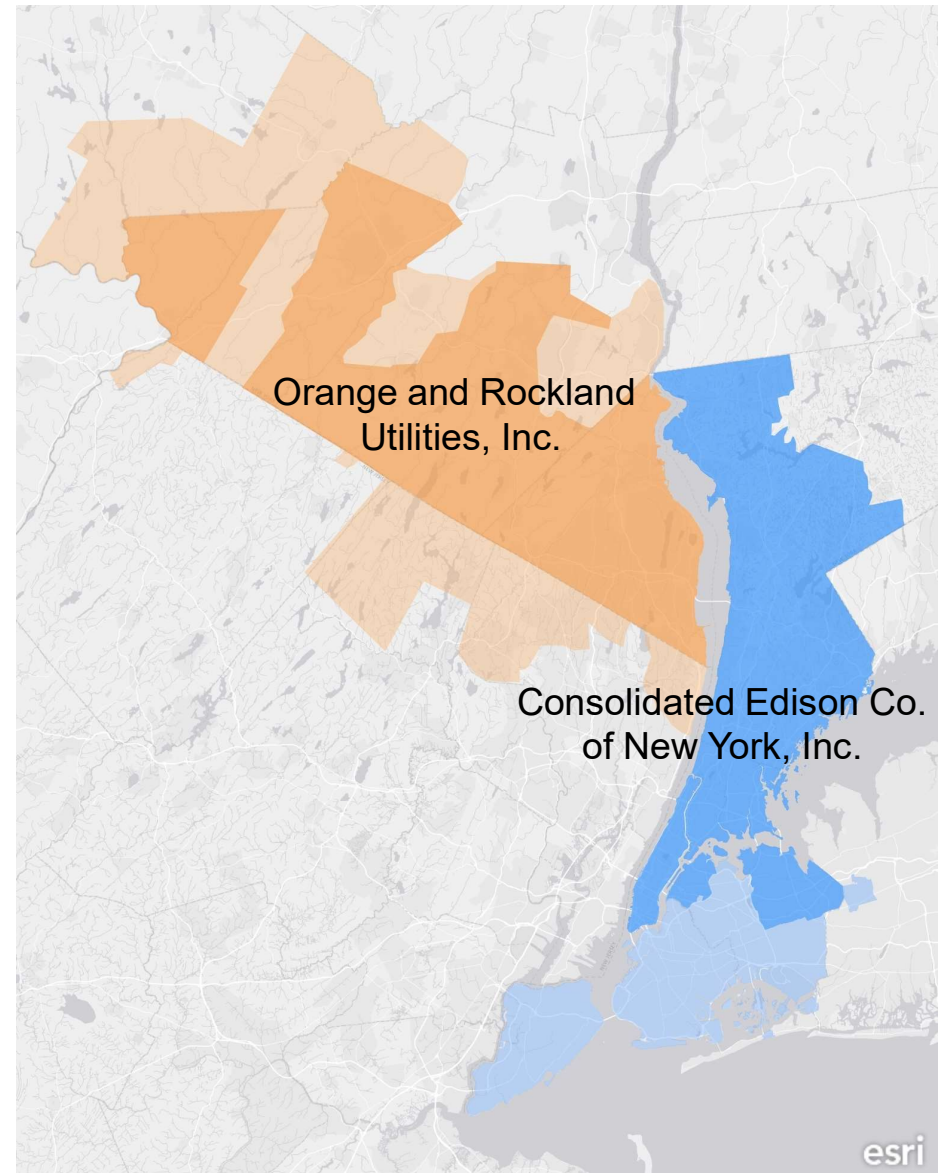 Orange and Rockland
Utilities, Inc.
Consolidated Edison Co.
of New York, Inc.
esri